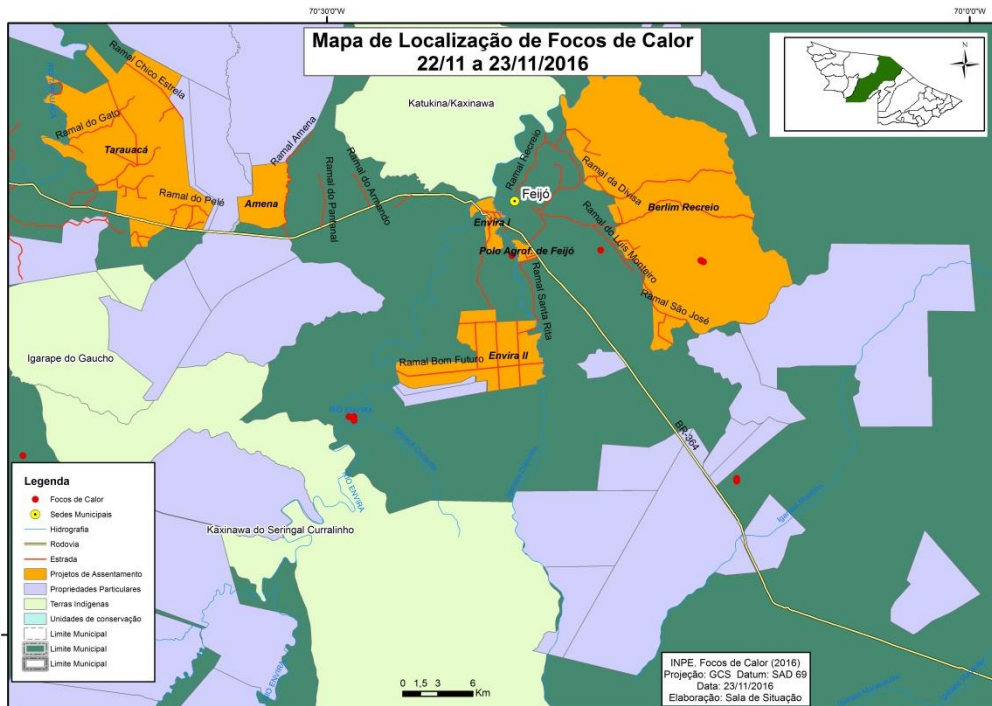 70°30'0"W
70°0'0"W
Mapa de Localização de Focos de Calor
22/11 a 23/11/2016
N
Ramal Chico Estrela
Ramal do Gato
Tarauacá
Ramal do Pelé
Ramal Amena
Amena
Ramal do Pannanal
Ramal do Armando
Katukina/Kaxinawa
Ramal Recreio
Feijó
Envira I
Polo Agrof. de Feijó
Ramal da Divisa
Berlim Recreio
Ramal do Luis Monteiro
Ramal São José
Ramal Santa Rita
Ramal Bom Futuro
Envira II
Igarape do Gaucho
RIO ENVIRA
RIO ENVIRA
BR-364
Kaxinawa do Seringal Curralinho
RIO ENVIRA
Legenda
Focos de Calor
Sedes Municipais
Hidrografia
Rodovia
Estrada
Projetos de Assentamento
Propriedades Particulares
Terras Indigenas
Unidades de conservação
Limite Municipal
Limite Municipal
Limite Municipal
0 1,5 3 6
Km
INPE. Focos de Calor (2016)
Projeção: GCS Datum: SAD 69
Data: 23/11/2016
Elaboração: Sala de Situação